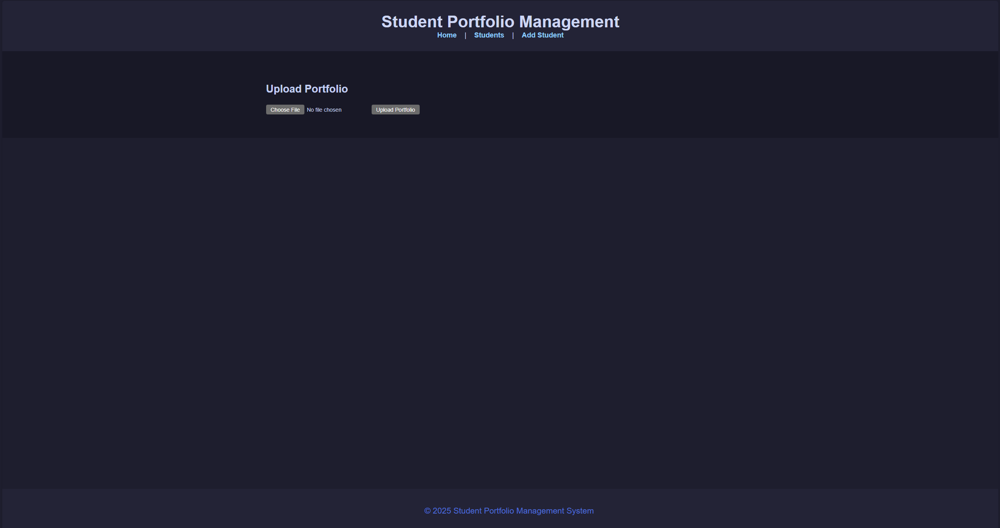 Student Portfolio Management
Home | Students | Add Student
Upload Portfolio
Choose File No file chosen Upload Portfolio
© 2025 Student Portfolio Management System